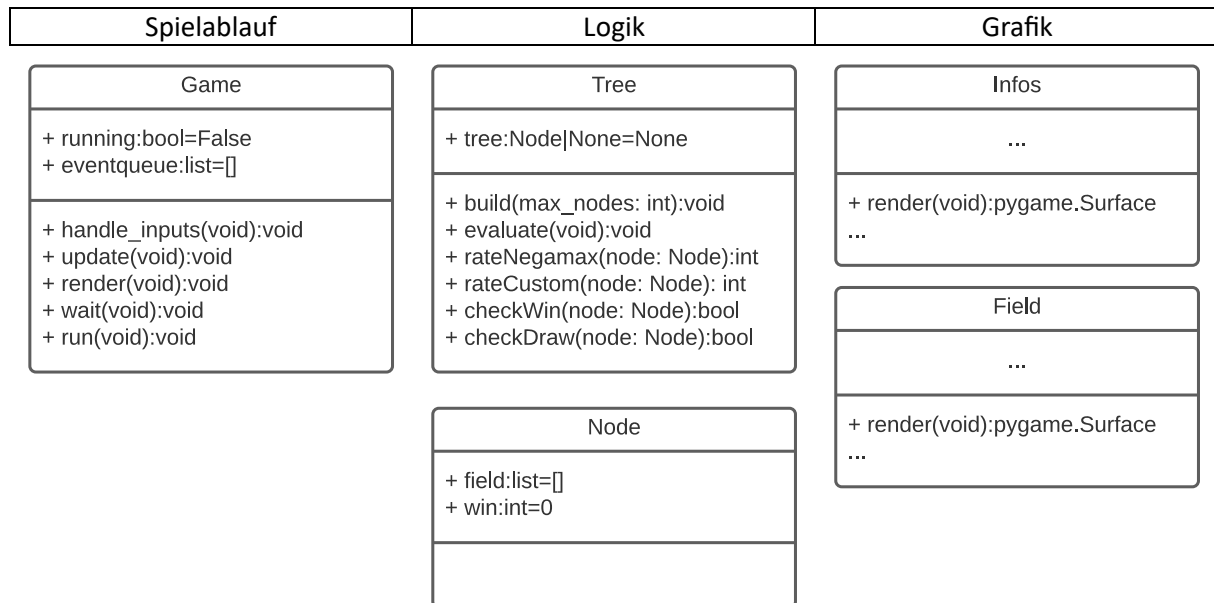 Spielablauf
Logik
Grafik
Game
+ running:bool=False
+ eventqueue:list=[]
+ handle_inputs(void):void
+ update(void):void
+ render(void):void
+ wait(void):void
+ run(void):void
Tree
+ tree:Node|None=None
+ build(max_nodes: int):void
+ evaluate(void):void
+ rateNegamax(node: Node):int
+ rateCustom(node: Node): int
+ checkWin(node: Node):bool
+ checkDraw(node: Node):bool
Node
+ field:list=[]
+ win:int=0
Infos
...
+ render(void):pygame.Surface
...
Field
...
+ render(void):pygame.Surface
...